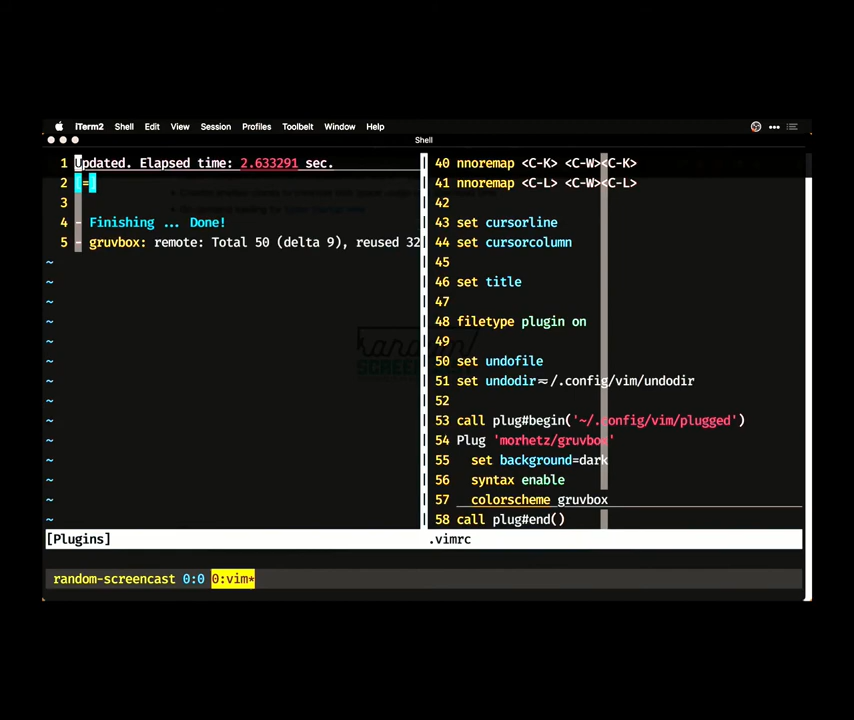 iTerm2 Shell Edit View Session Profiles Toolbelt Window Help
Shell
1 Updated. Elapsed time: 2.633291 sec.
2 [=]
3
4 - Finishing ... Done!
5 - gruvbox: remote: Total 50 (delta 9), reused 32
~
~
~
~
~
~
~
~
~
~
~
~
~
~
[Plugins]
40 nnoremap <C-K> <C-W><C-K>
41 nnoremap <C-L> <C-W><C-L>
42
43 set cursorline
44 set cursorcolumn
45
46 set title
47
48 filetype plugin on
49
50 set undofile
51 set undodir=~/.config/vim/undodir
52
53 call plug#begin('~/.config/vim/plugged')
54 Plug 'morhetz/gruvbox'
55 set background=dark
56 syntax enable
57 colorscheme gruvbox
58 call plug#end()
.vimrc
random-screencast 0:0 0:vim*